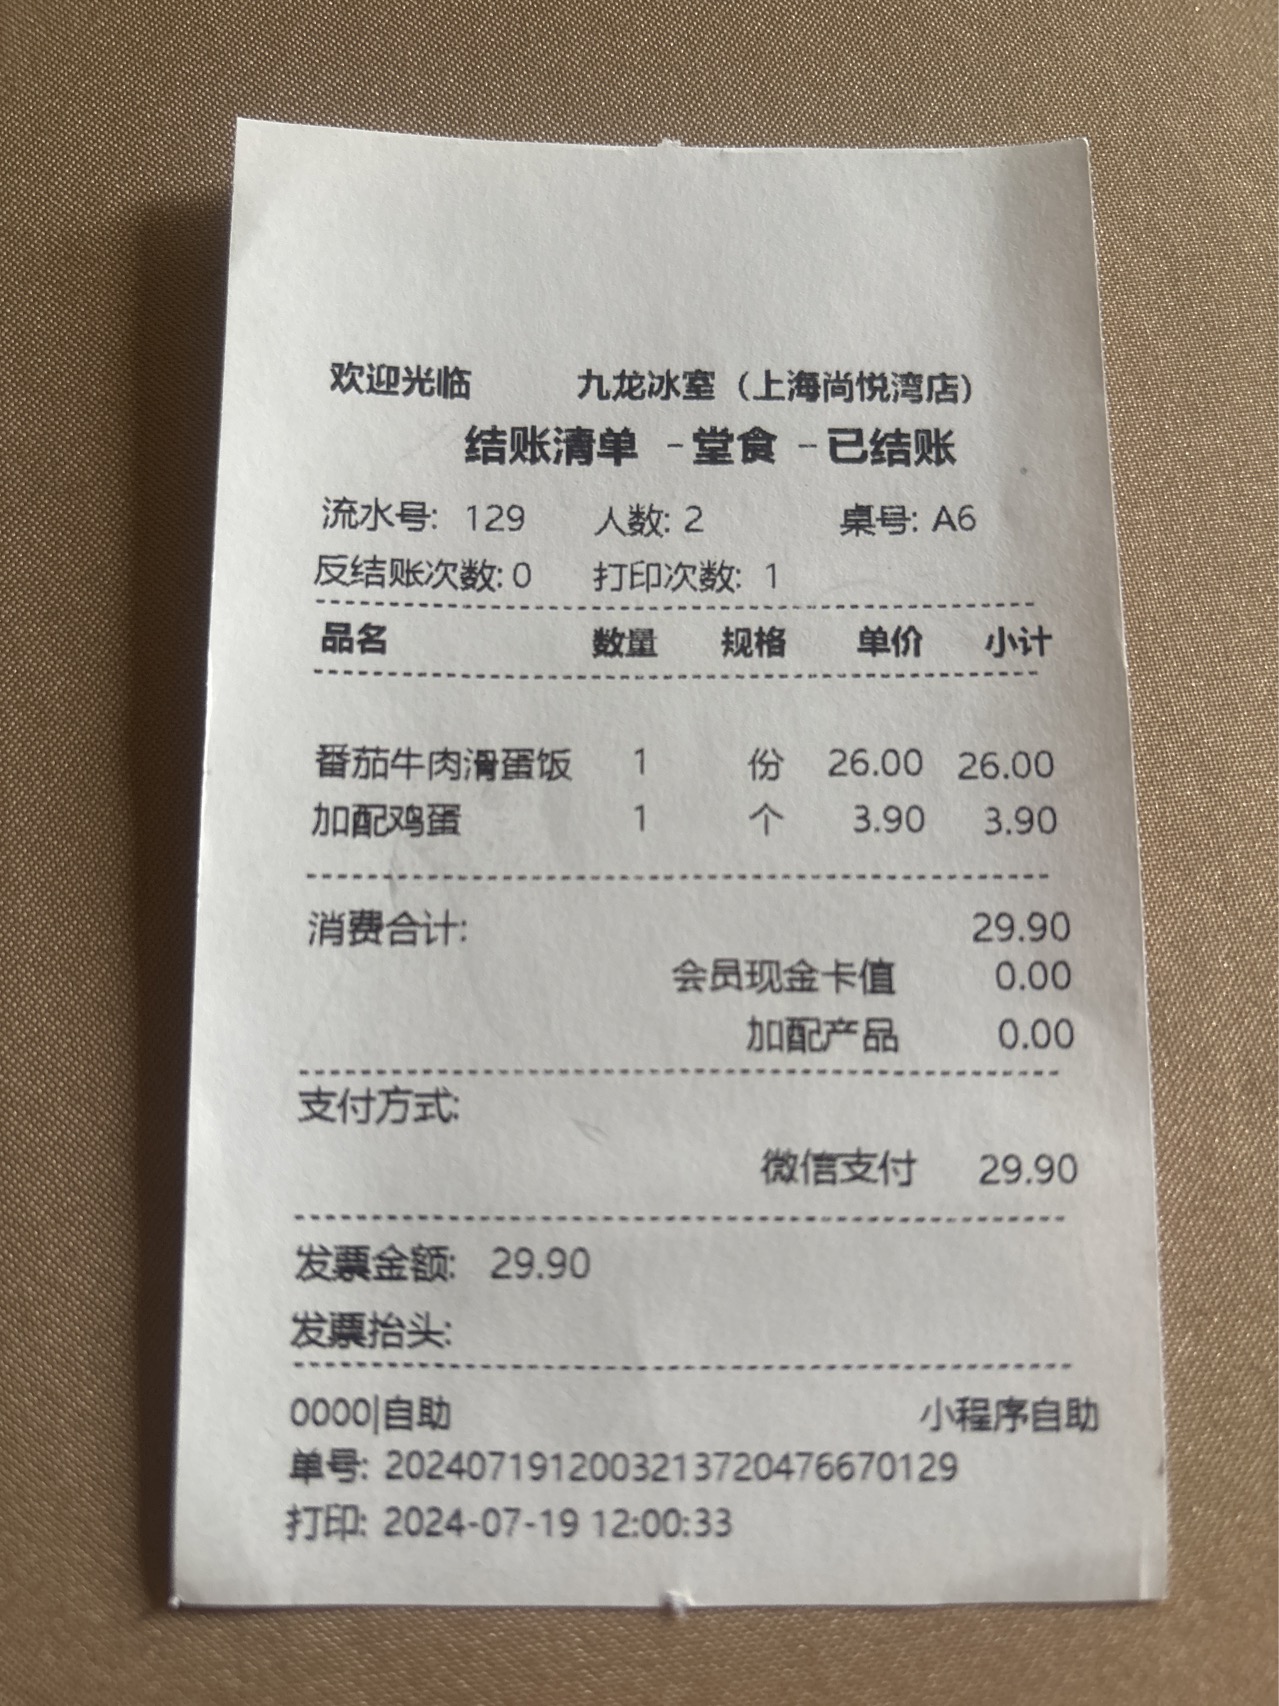 欢迎光临 九龙冰室（上海尚悦湾店）
结账清单 -堂食 -已结账
流水号: 129 人数: 2 桌号: A6
反结账次数: 0 打印次数: 1
品名 数量 规格 单价 小计
番茄牛肉滑蛋饭 1 份 26.00 26.00
加配鸡蛋 1 个 3.90 3.90
消费合计: 29.90
会员现金卡值 0.00
加配产品 0.00
支付方式:
微信支付 29.90
发票金额: 29.90
发票抬头:
0000|自助 小程序自助
单号: 2024071912003213720476670129
打印: 2024-07-19 12:00:33